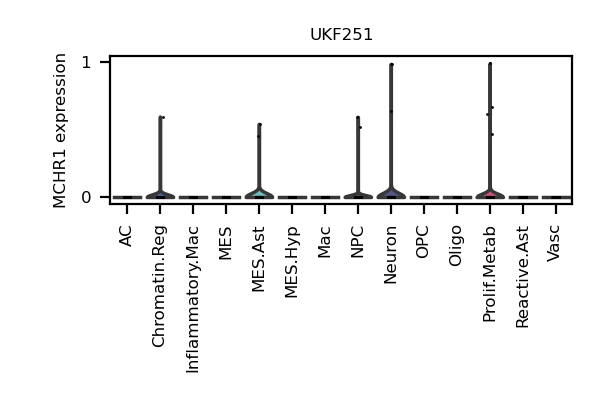 UKF251
MCHR1 expression
1
0
AC
Chromatin.Reg
Inflammatory.Mac
MES
MES.Ast
MES.Hyp
Mac
NPC
Neuron
OPC
Oligo
Prolif.Metab
Reactive.Ast
Vasc